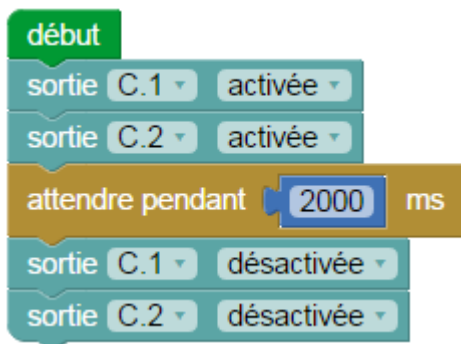 début
sortie C.1 activée
sortie C.2 activée
attendre pendant 2000 ms
sortie C.1 désactivée
sortie C.2 désactivée